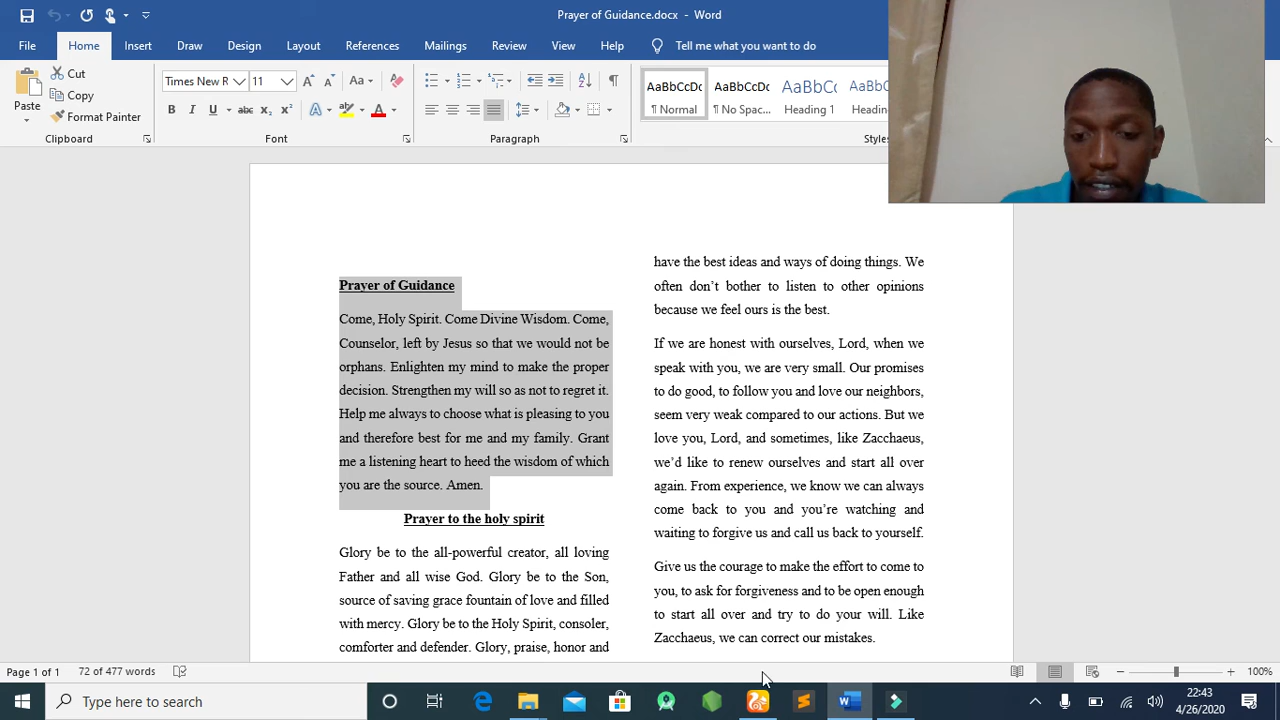 Prayer of Guidance.docx - Word
File Home Insert Draw Design Layout References Mailings Review View Help Tell me what you want to do
Paste
Cut
Copy
Format Painter
Clipboard
Times New R 11
Aa
B I U abc x₂ x²
Font
Paragraph
AaBbCcDc AaBbCcDc AaBbCc AaBbC
¶ Normal ¶ No Spac... Heading 1 Headin
Styles
Prayer of Guidance
Come, Holy Spirit. Come Divine Wisdom. Come,
Counselor, left by Jesus so that we would not be
orphans. Enlighten my mind to make the proper
decision. Strengthen my will so as not to regret it.
Help me always to choose what is pleasing to you
and therefore best for me and my family. Grant
me a listening heart to heed the wisdom of which
you are the source. Amen.
Prayer to the holy spirit
Glory be to the all-powerful creator, all loving
Father and all wise God. Glory be to the Son,
source of saving grace fountain of love and filled
with mercy. Glory be to the Holy Spirit, consoler,
comforter and defender. Glory, praise, honor and
have the best ideas and ways of doing things. We
often don’t bother to listen to other opinions
because we feel ours is the best.
If we are honest with ourselves, Lord, when we
speak with you, we are very small. Our promises
to do good, to follow you and love our neighbors,
seem very weak compared to our actions. But we
love you, Lord, and sometimes, like Zacchaeus,
we’d like to renew ourselves and start all over
again. From experience, we know we can always
come back to you and you’re watching and
waiting to forgive us and call us back to yourself.
Give us the courage to make the effort to come to
you, to ask for forgiveness and to be open enough
to start all over and try to do your will. Like
Zacchaeus, we can correct our mistakes.
Page 1 of 1 72 of 477 words 100%
Type here to search
22:43
4/26/2020